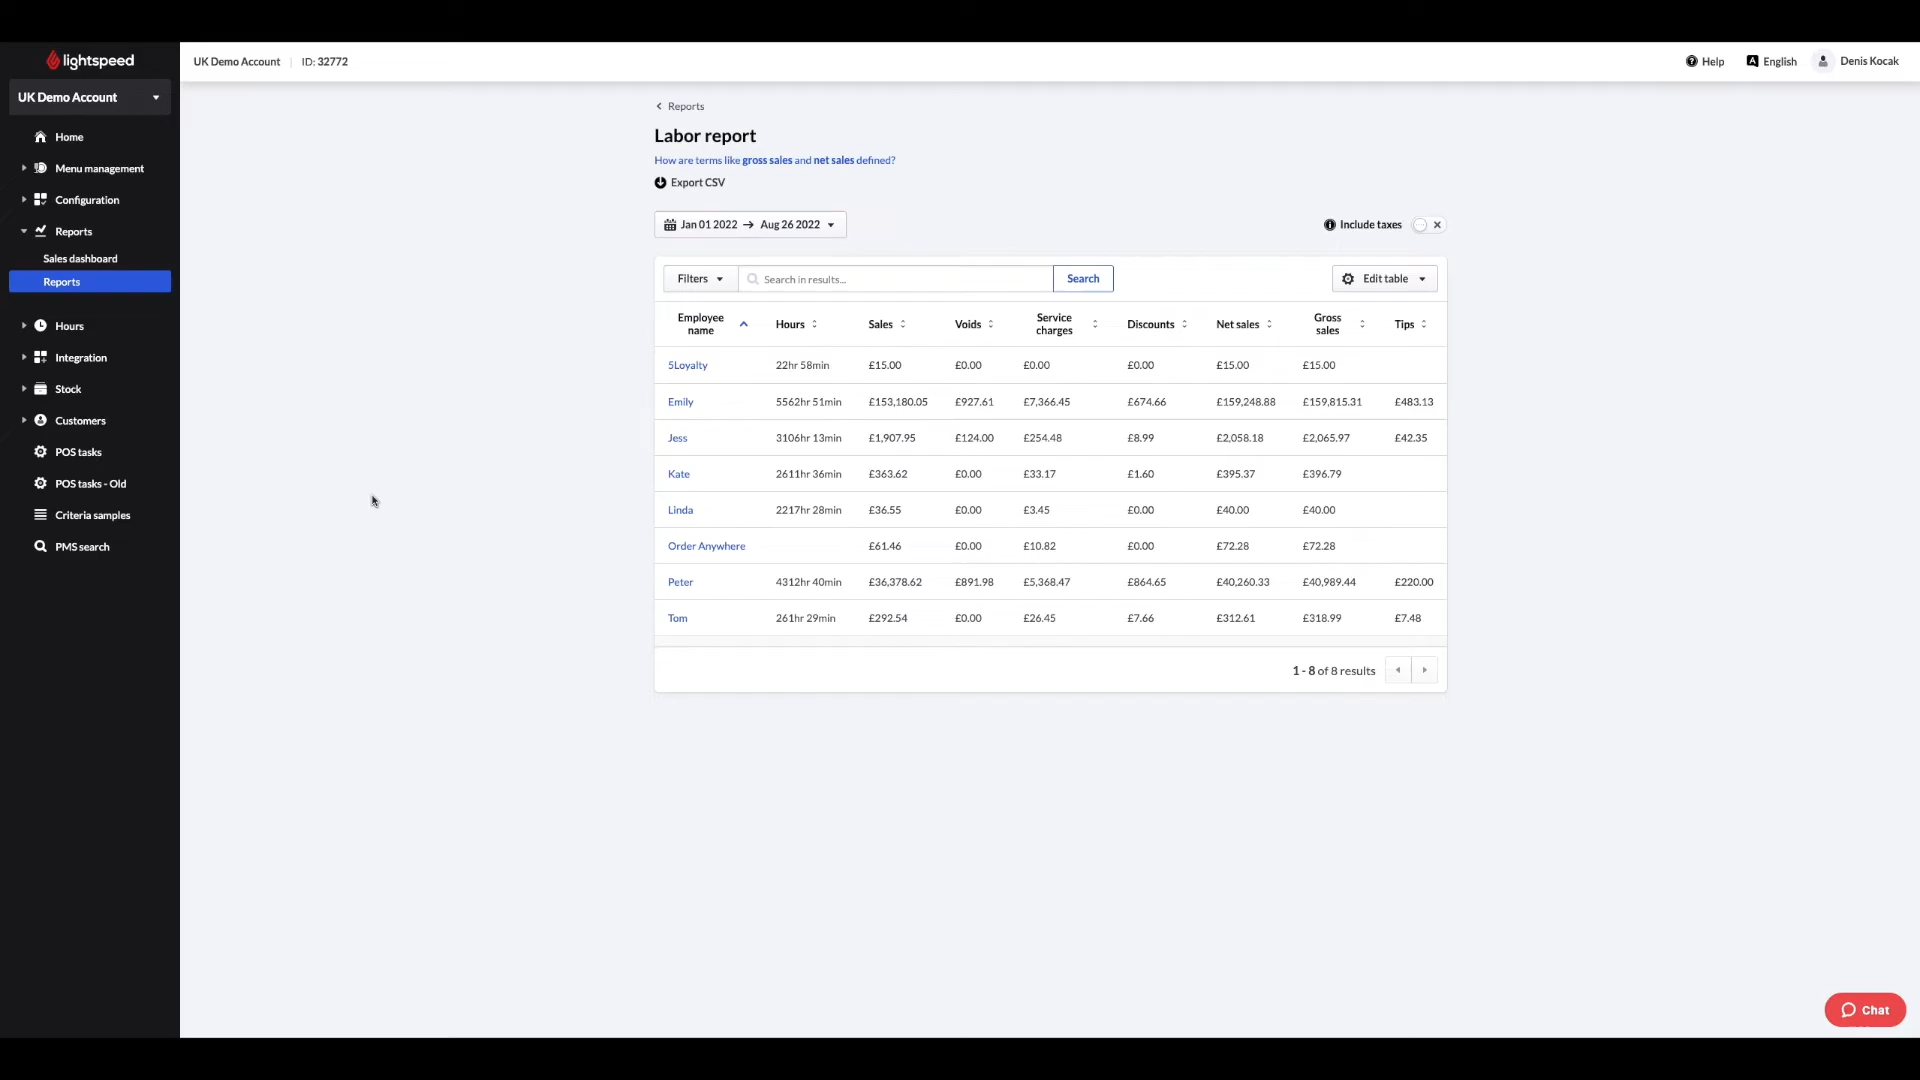 lightspeed
UK Demo Account | ID: 32772
Help
English
Denis Kocak
UK Demo Account
Home
Menu management
Configuration
Reports
Sales dashboard
Reports
Hours
Integration
Stock
Customers
POS tasks
POS tasks - Old
Criteria samples
PMS search
Reports
Labor report
How are terms like gross sales and net sales defined?
Export CSV
Jan 01 2022 → Aug 26 2022
Include taxes
Filters
Search in results...
Search
Edit table
Employee name Hours Sales Voids Service charges Discounts Net sales Gross sales Tips
5Loyalty 22hr 58min £15.00 £0.00 £0.00 £0.00 £15.00 £15.00
Emily 5562hr 51min £153,180.05 £927.61 £7,366.45 £674.66 £159,248.88 £159,815.31 £483.13
Jess 3106hr 13min £1,907.95 £124.00 £254.48 £8.99 £2,058.18 £2,065.97 £42.35
Kate 2611hr 36min £363.62 £0.00 £33.17 £1.60 £395.37 £396.79
Linda 2217hr 28min £36.55 £0.00 £3.45 £0.00 £40.00 £40.00
Order Anywhere £61.46 £0.00 £10.82 £0.00 £72.28 £72.28
Peter 4312hr 40min £36,378.62 £891.98 £5,368.47 £864.65 £40,260.33 £40,989.44 £220.00
Tom 261hr 29min £292.54 £0.00 £26.45 £7.66 £312.61 £318.99 £7.48
1 - 8 of 8 results
Chat